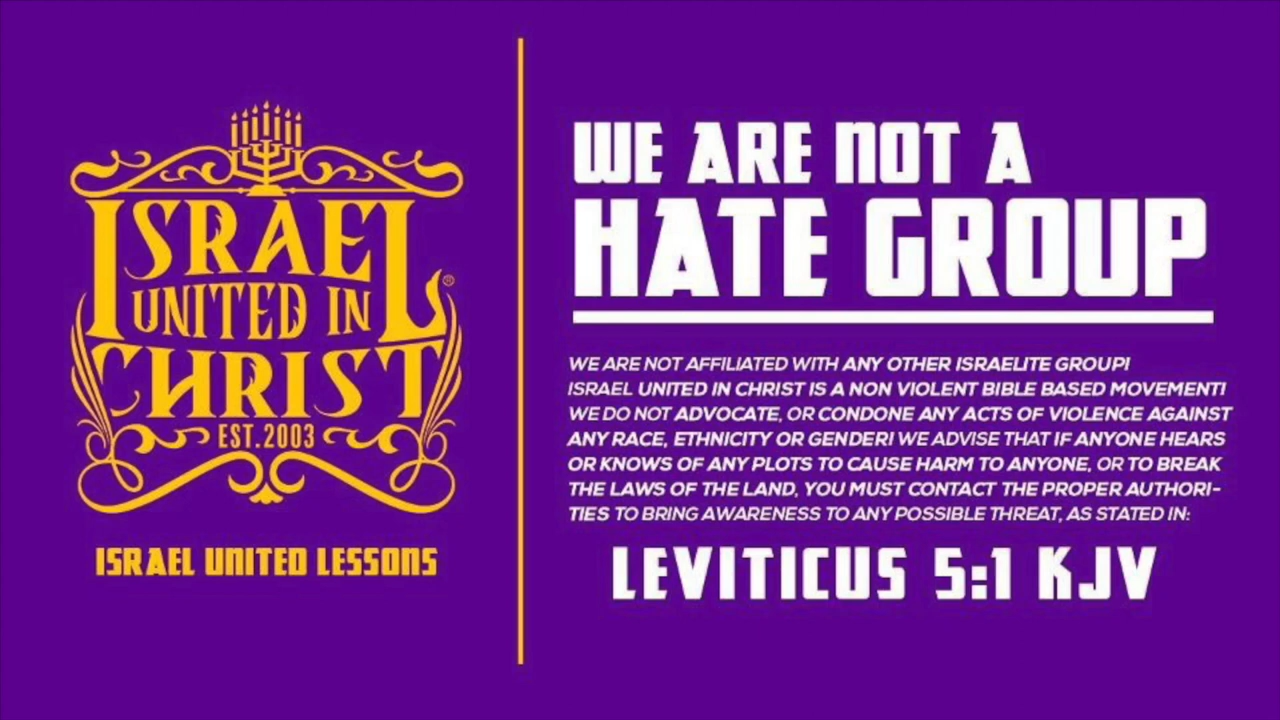 ISRAEL
UNITED IN
CHRIST
EST.2003
ISRAEL UNITED LESSONS
WE ARE NOT A
HATE GROUP
WE ARE NOT AFFILIATED WITH ANY OTHER ISRAELITE GROUP!
ISRAEL UNITED IN CHRIST IS A NON VIOLENT BIBLE BASED MOVEMENT!
WE DO NOT ADVOCATE, OR CONDONE ANY ACTS OF VIOLENCE AGAINST
ANY RACE, ETHNICITY OR GENDER! WE ADVISE THAT IF ANYONE HEARS
OR KNOWS OF ANY PLOTS TO CAUSE HARM TO ANYONE, OR TO BREAK
THE LAWS OF THE LAND, YOU MUST CONTACT THE PROPER AUTHORI-
TIES TO BRING AWARENESS TO ANY POSSIBLE THREAT, AS STATED IN:
LEVITICUS 5:1 KJV